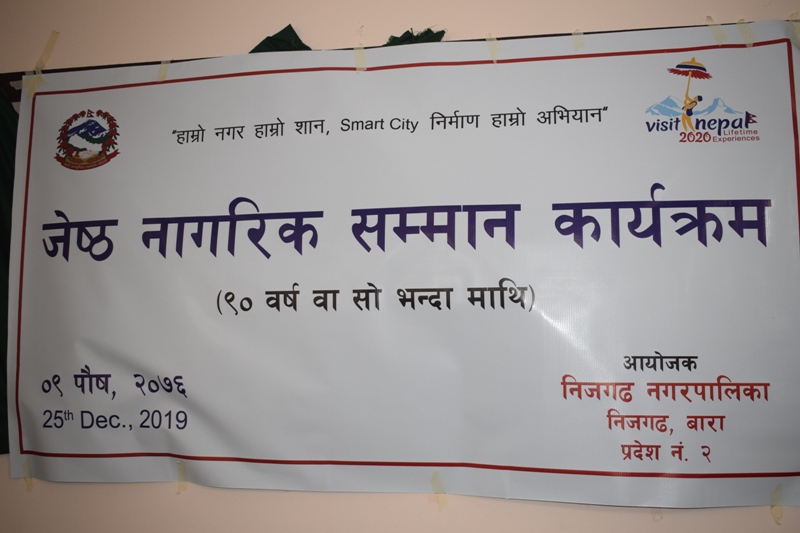 "हाम्रो नगर हाम्रो शान, Smart City निर्माण हाम्रो अभियान"
visit nepal
2020 Lifetime Experiences
जेष्ठ नागरिक सम्मान कार्यक्रम
(९० वर्ष वा सो भन्दा माथि)
०९ पौष, २०७६
25th Dec., 2019
आयोजक
निजगढ नगरपालिका
निजगढ, बारा
प्रदेश नं. २